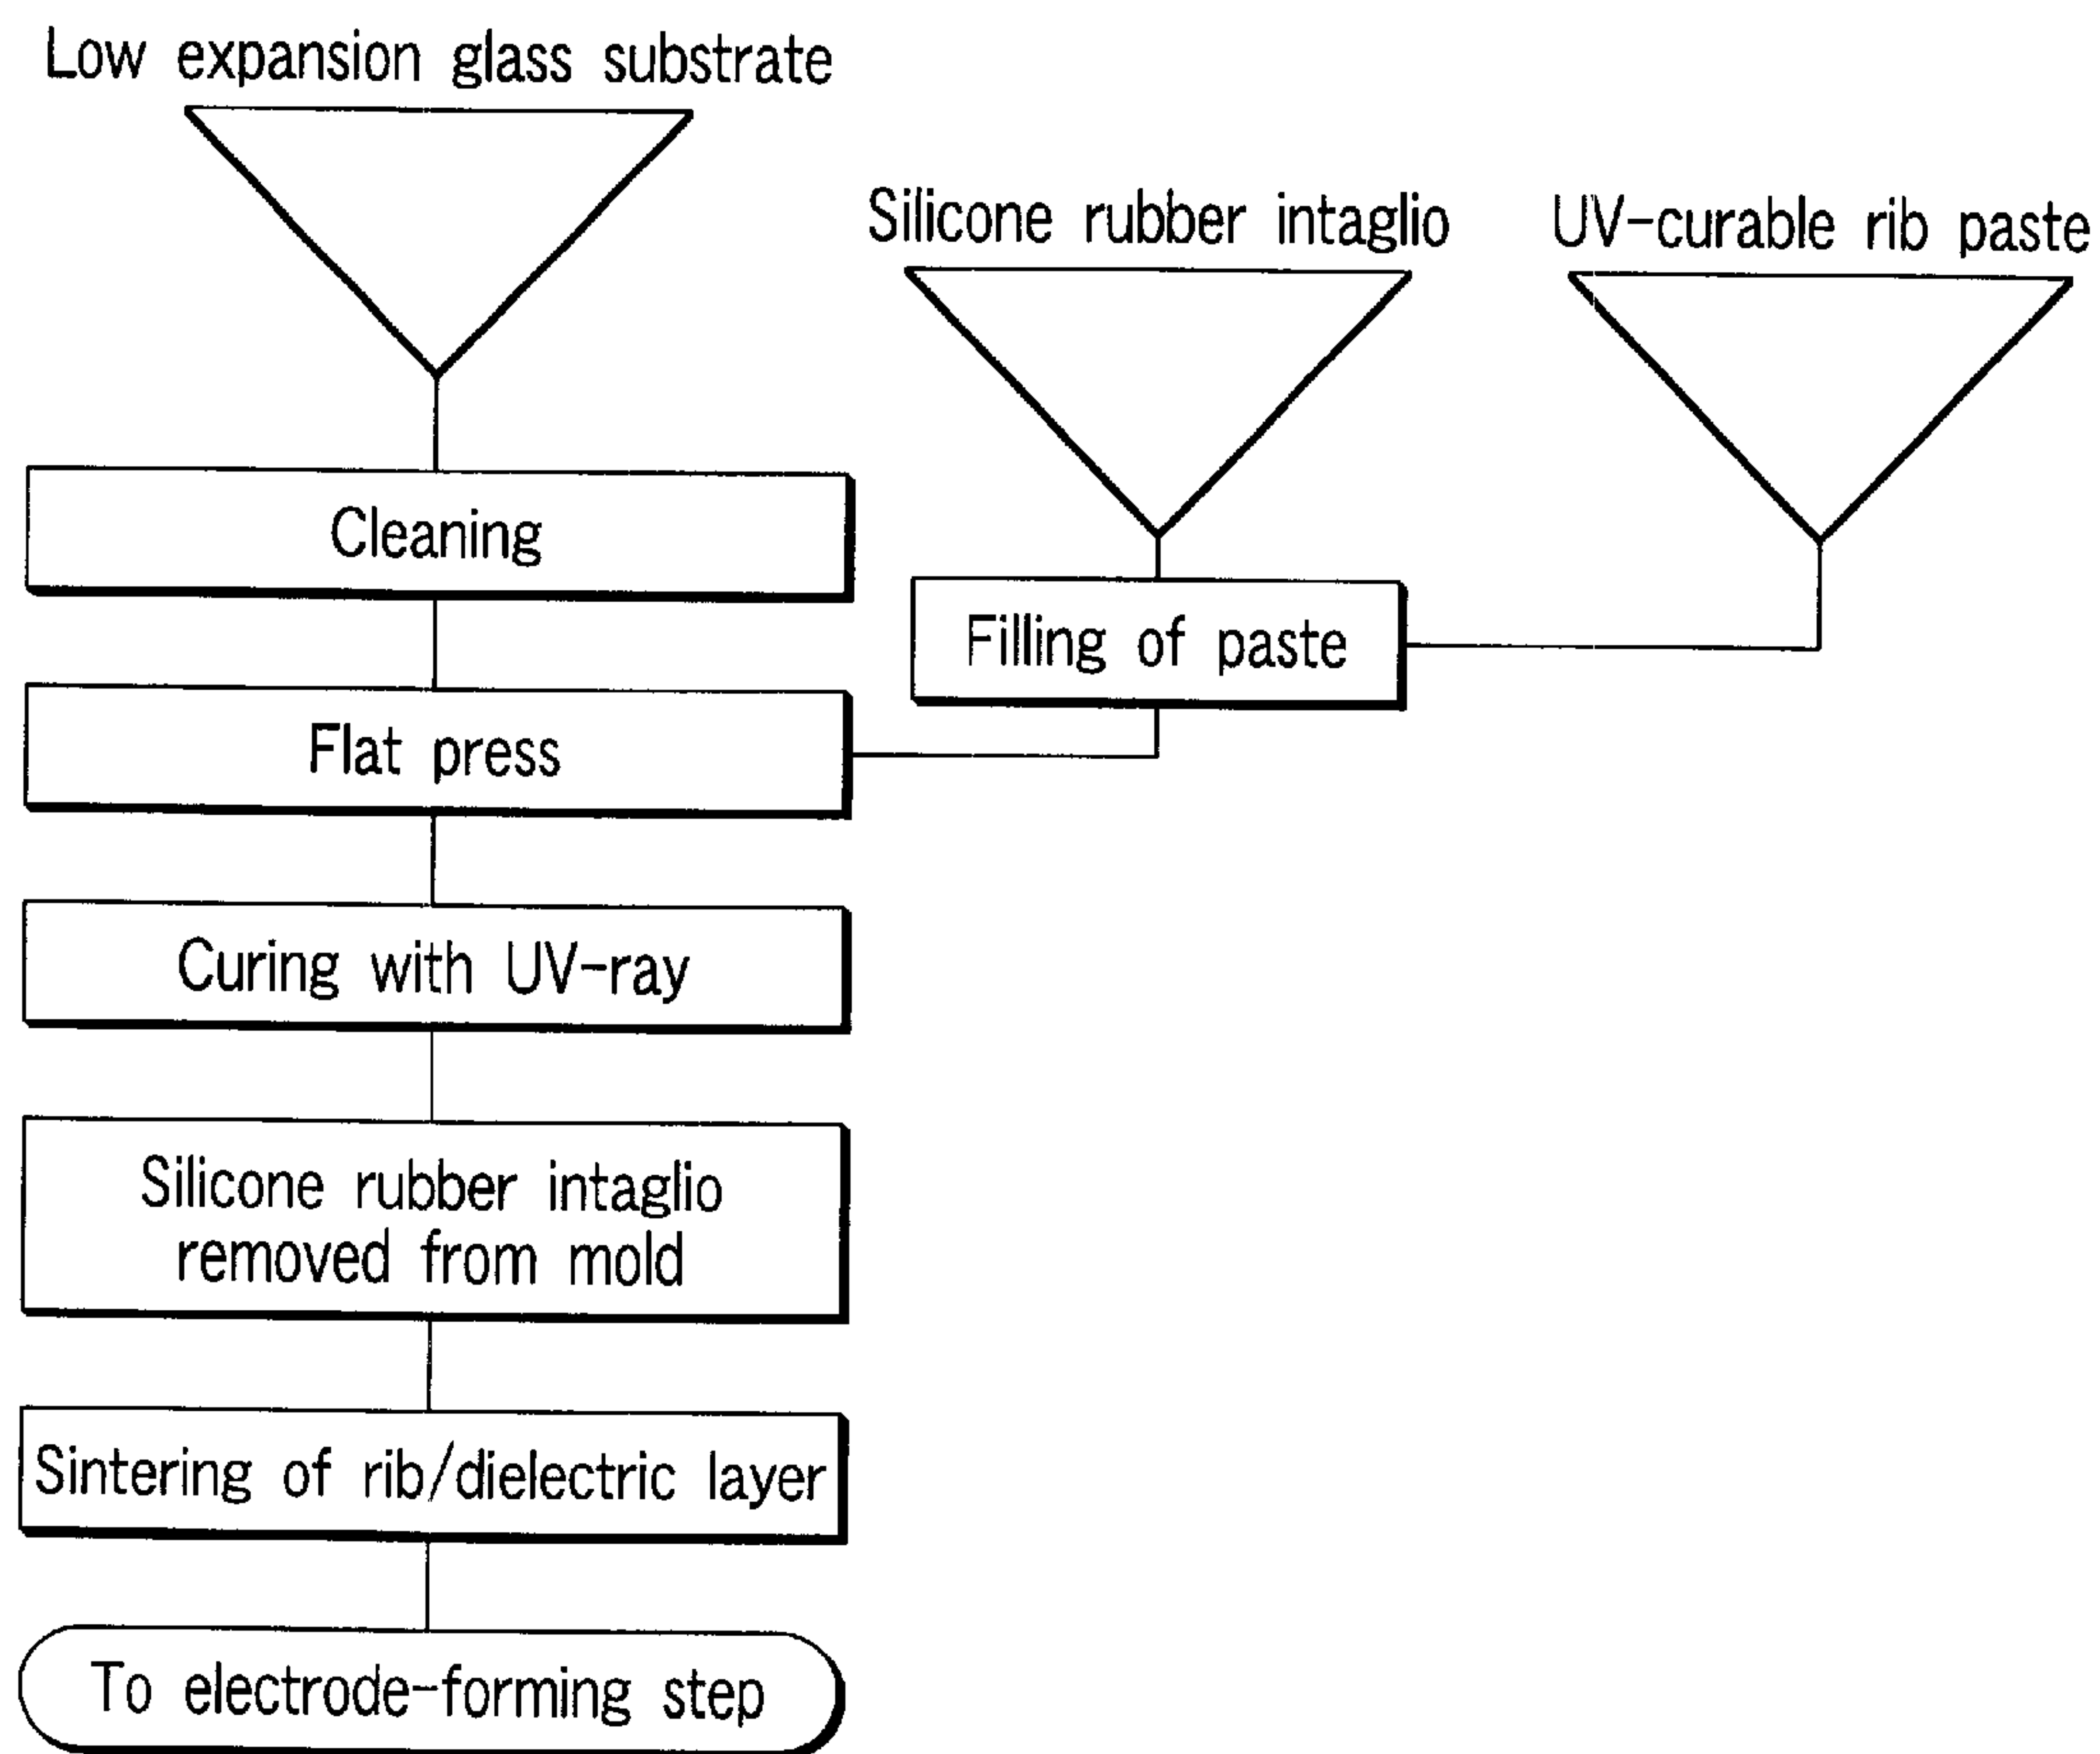 Low expansion glass substrate
Silicone rubber intaglio
UV-curable rib paste
Cleaning
Filling of paste
Flat press
Curing with UV-ray
Silicone rubber intaglio
removed from mold
Sintering of rib/dielectric layer
To electrode-forming step